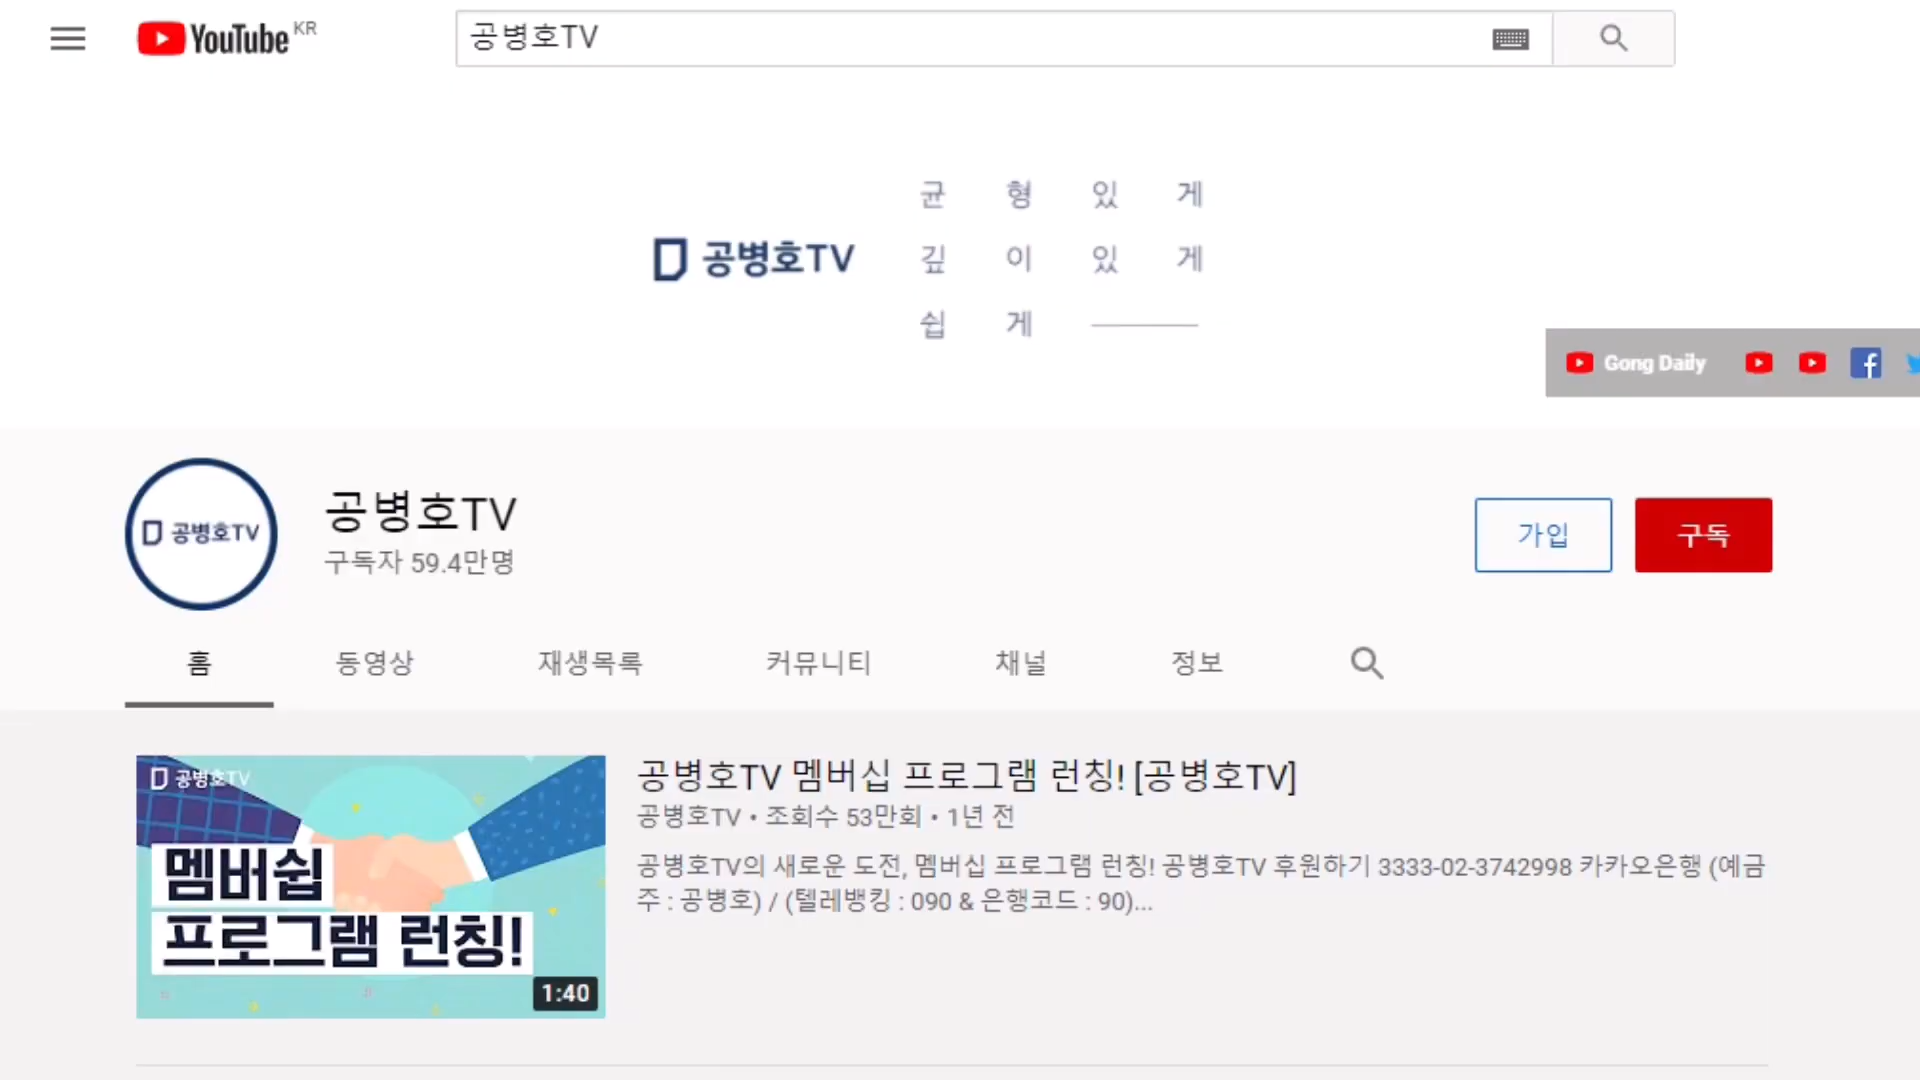 YouTube KR
공병호TV
균형있게
공병호TV
깊이있게
쉽게
Gong Daily
공병호TV
공병호TV
구독자 59.4만명
가입
구독
홈
동영상
재생목록
커뮤니티
채널
정보
공병호TV
멤버쉽
프로그램 런칭!
1:40
공병호TV 멤버십 프로그램 런칭! [공병호TV]
공병호TV • 조회수 53만회 • 1년 전
공병호TV의 새로운 도전, 멤버십 프로그램 런칭! 공병호TV 후원하기 3333-02-3742998 카카오은행 (예금
주 : 공병호) / (텔레뱅킹 : 090 & 은행코드 : 90)...